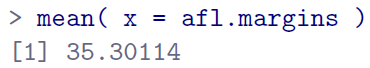 > mean( x = afl.margins )
[1] 35.30114